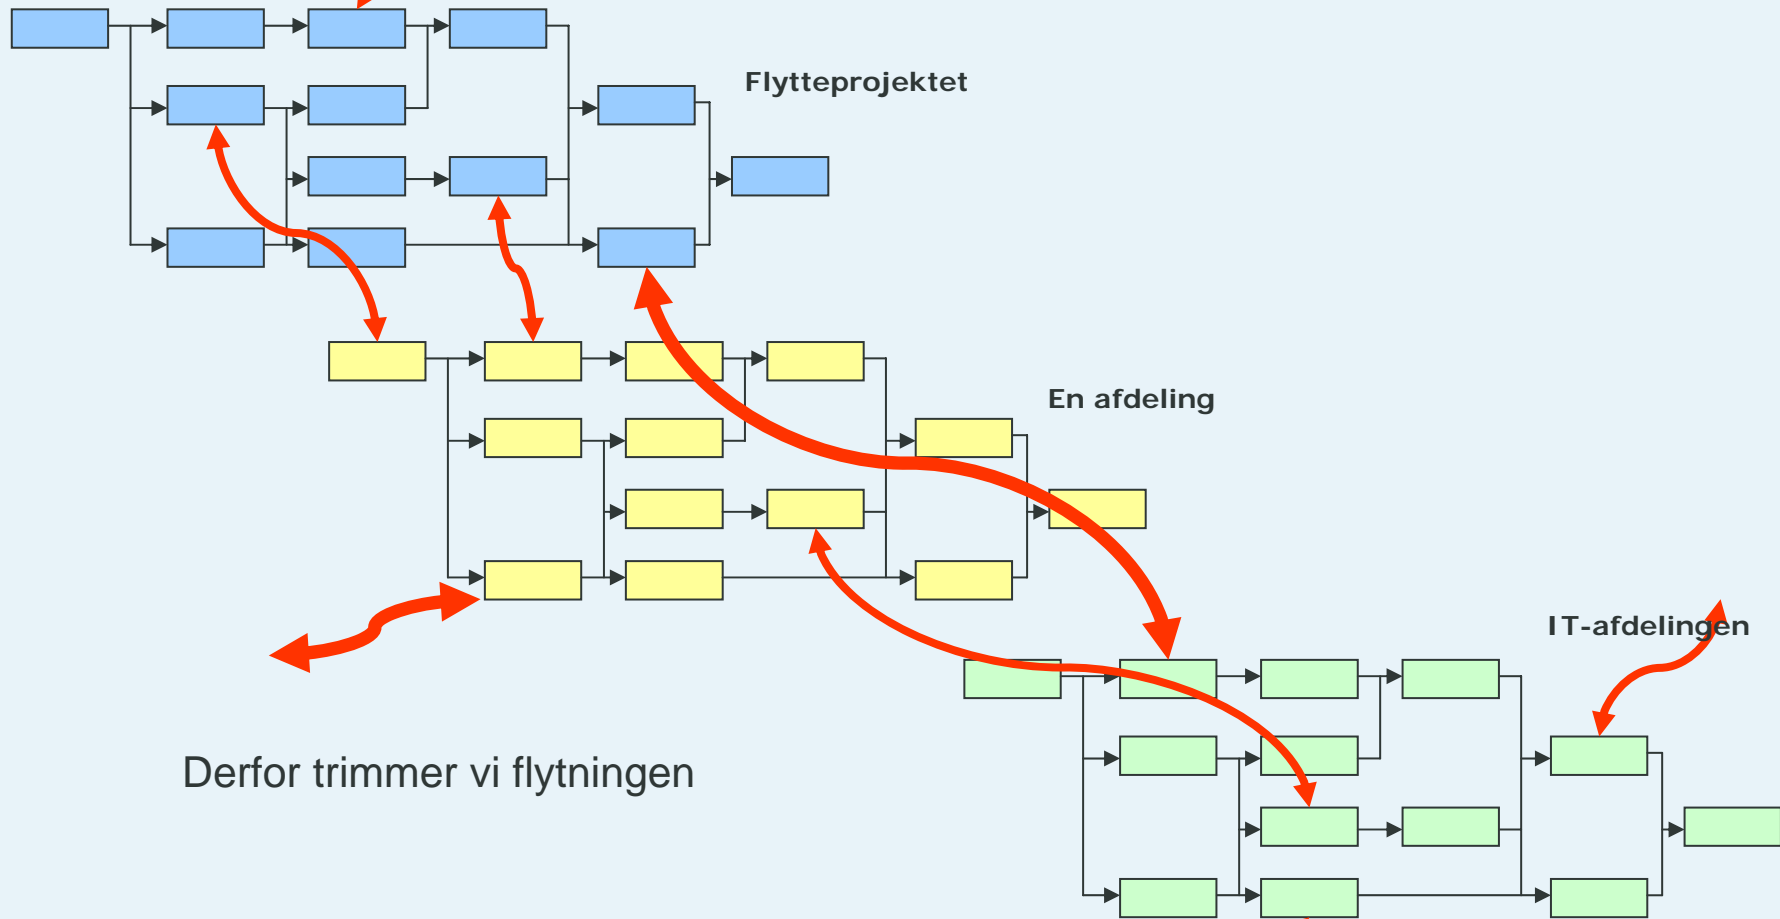 Flytteprojektet
En afdeling
IT-afdelingen
Derfor trimmer vi flytningen